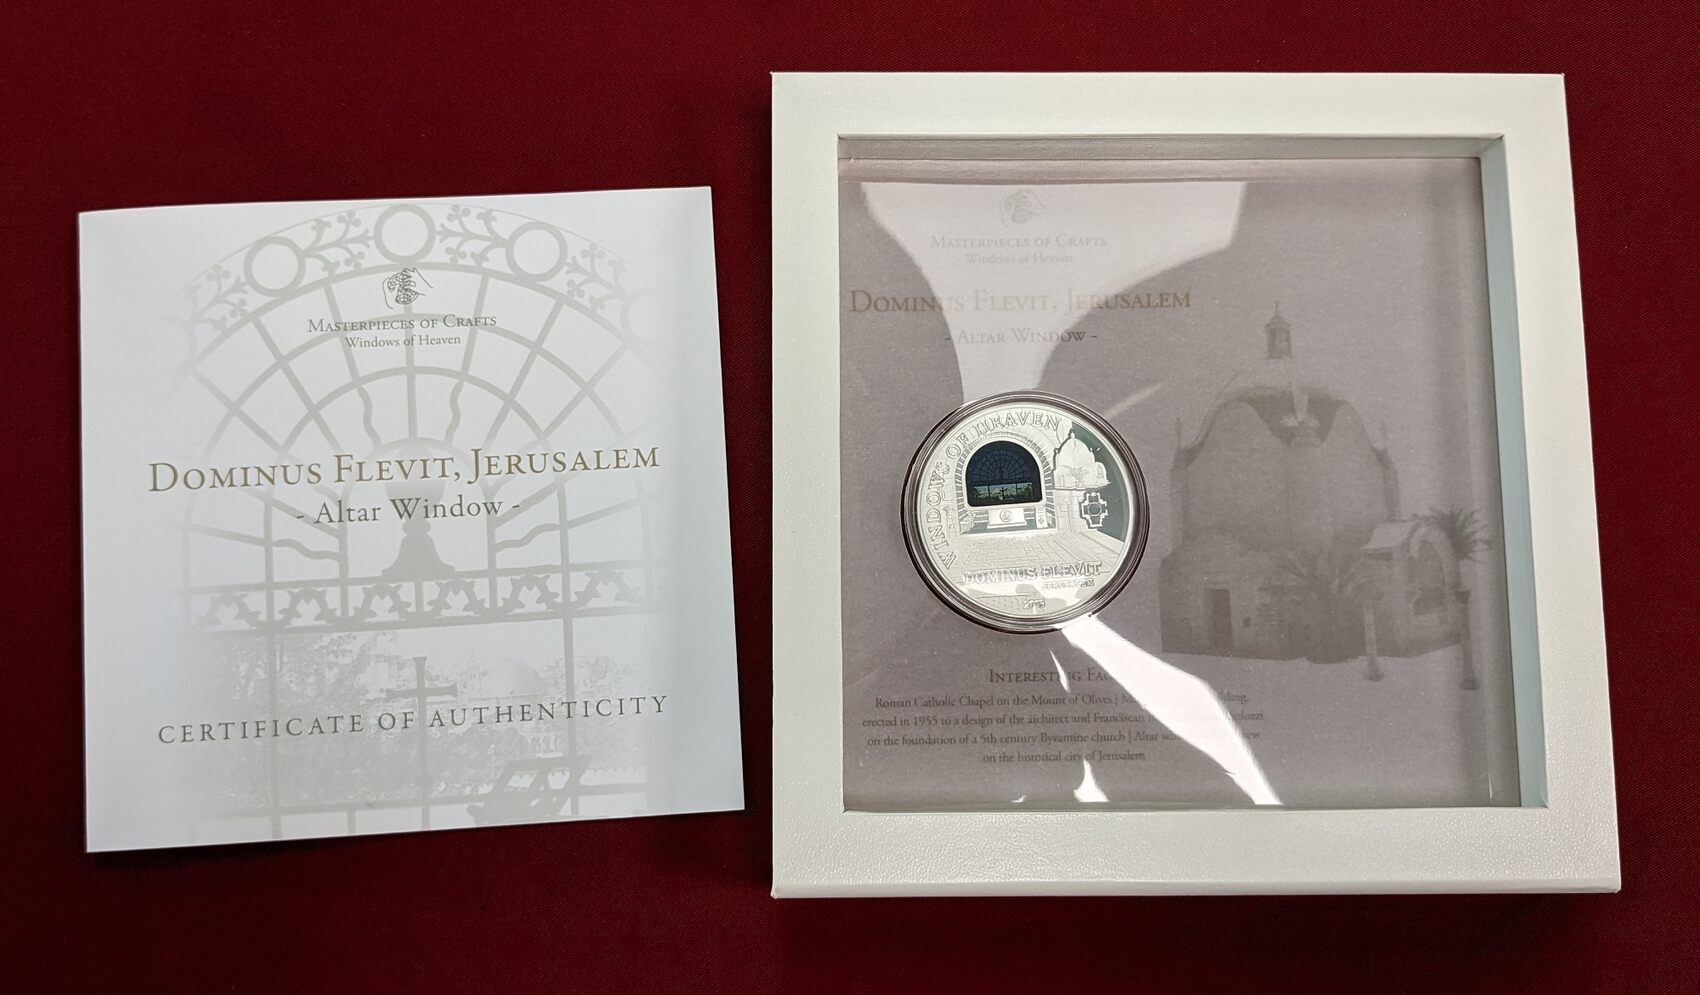 MASTERPIECES OF CRAFTS
Windows of Heaven
DOMINUS FLEVIT, JERUSALEM
- Altar Window -
CERTIFICATE OF AUTHENTICITY
MASTERPIECES OF CRAFTS
Windows of Heaven
DOMINUS FLEVIT, JERUSALEM
- ALTAR WINDOW -
WINDOWS OF HEAVEN
DOMINUS FLEVIT
JERUSALEM
INTERESTING
Roman Catholic Chapel on the Mount of Olives |
erected in 1955 to a design of the architect and Franciscan
on the foundation of a 5th century Byzantine church | Altar
on the historical city of Jerusalem